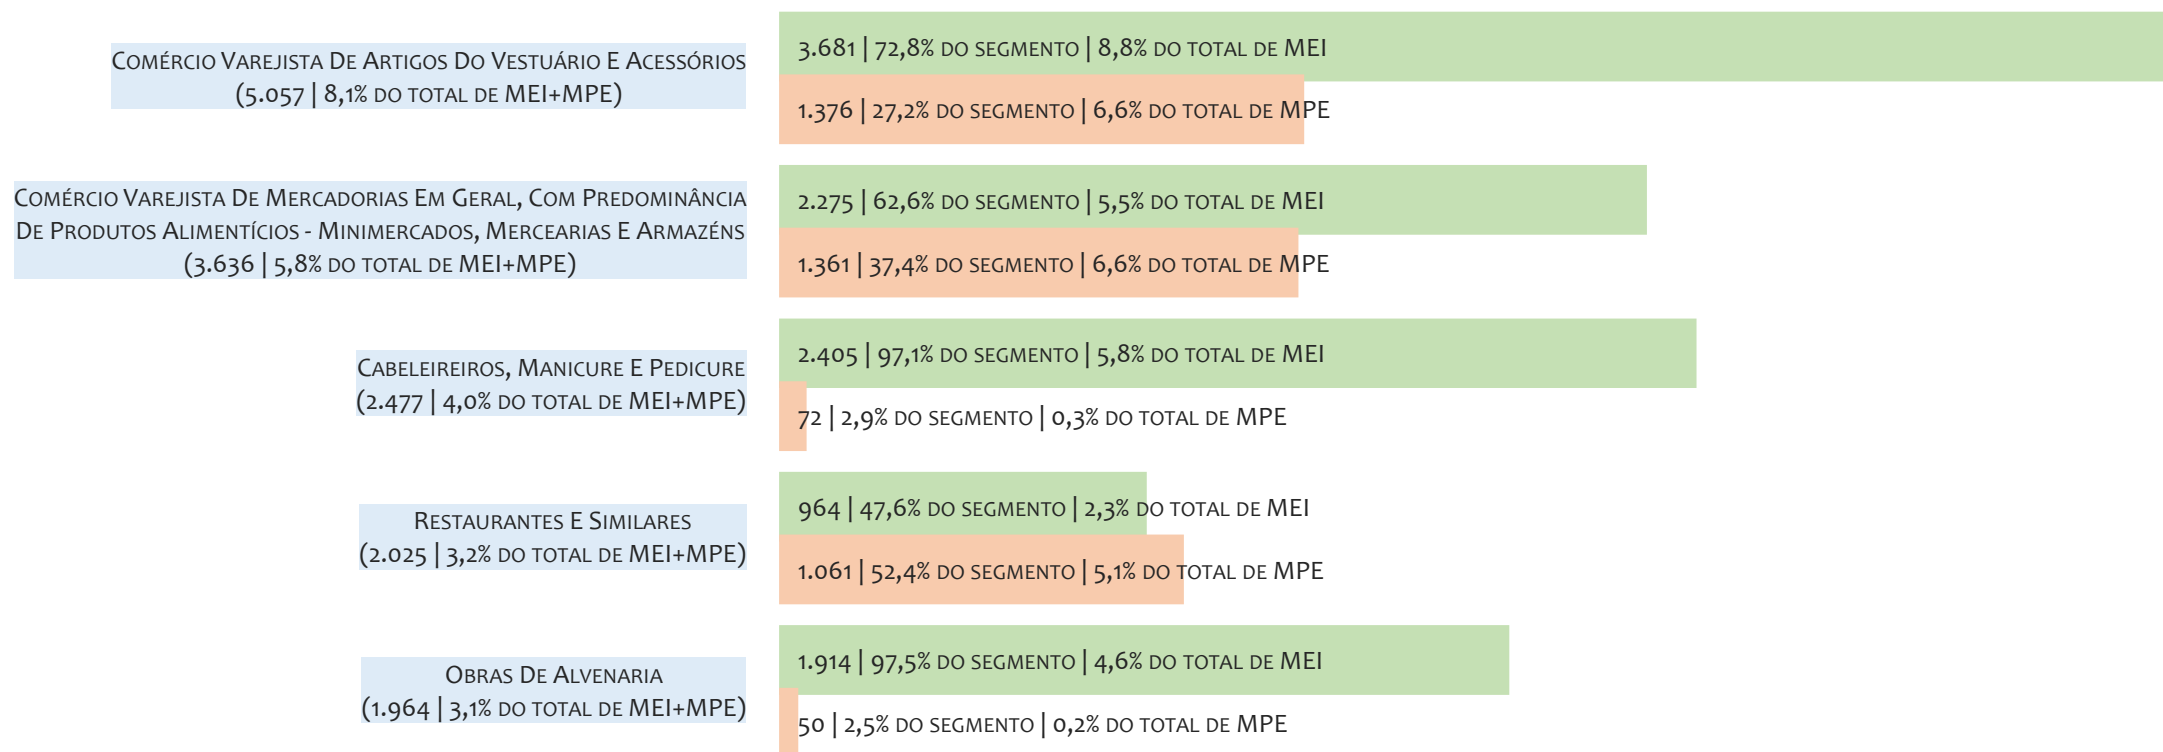 Comércio Varejista De Artigos Do Vestuário E Acessórios
(5.057 | 8,1% do total de MEI+MPE)
3.681 | 72,8% do segmento | 8,8% do total de MEI
1.376 | 27,2% do segmento | 6,6% do total de MPE
Comércio Varejista De Mercadorias Em Geral, Com Predominância
De Produtos Alimentícios - Minimercados, Mercearias E Armazéns
(3.636 | 5,8% do total de MEI+MPE)
2.275 | 62,6% do segmento | 5,5% do total de MEI
1.361 | 37,4% do segmento | 6,6% do total de MPE
Cabeleireiros, Manicure E Pedicure
(2.477 | 4,0% do total de MEI+MPE)
2.405 | 97,1% do segmento | 5,8% do total de MEI
72 | 2,9% do segmento | 0,3% do total de MPE
Restaurantes E Similares
(2.025 | 3,2% do total de MEI+MPE)
964 | 47,6% do segmento | 2,3% do total de MEI
1.061 | 52,4% do segmento | 5,1% do total de MPE
Obras De Alvenaria
(1.964 | 3,1% do total de MEI+MPE)
1.914 | 97,5% do segmento | 4,6% do total de MEI
50 | 2,5% do segmento | 0,2% do total de MPE